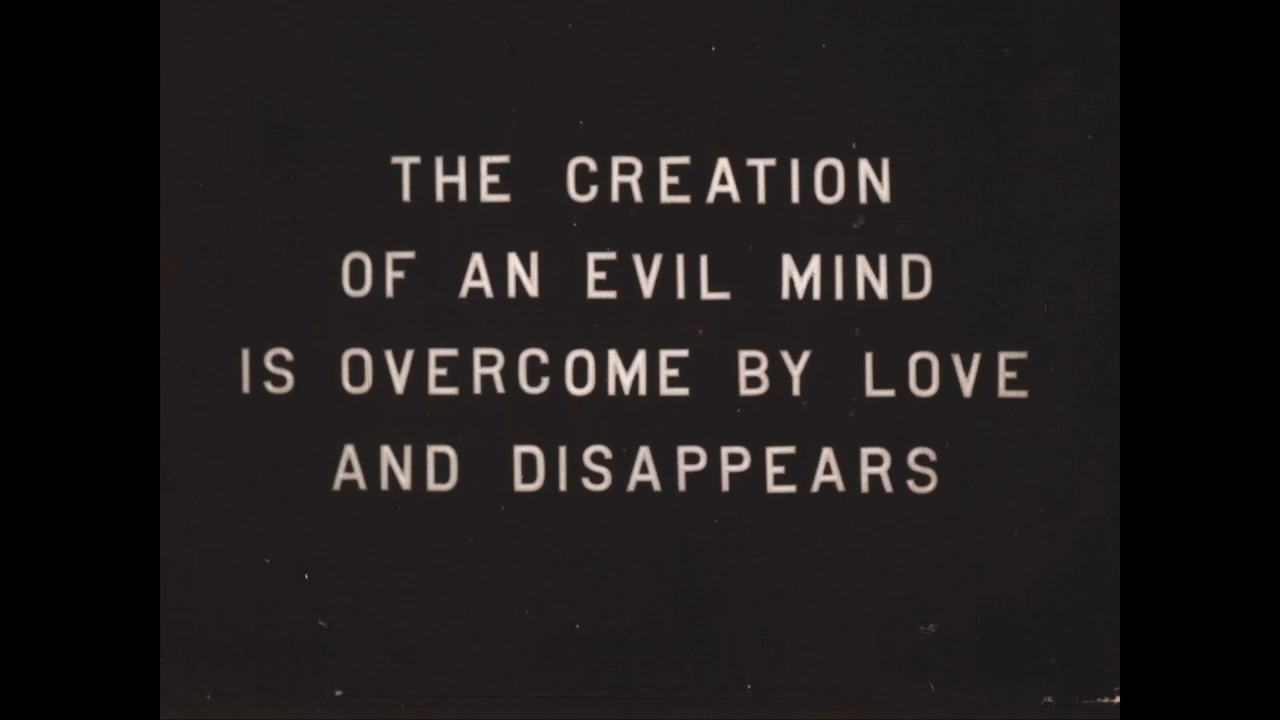 THE CREATION
OF AN EVIL MIND
IS OVERCOME BY LOVE
AND DISAPPEARS